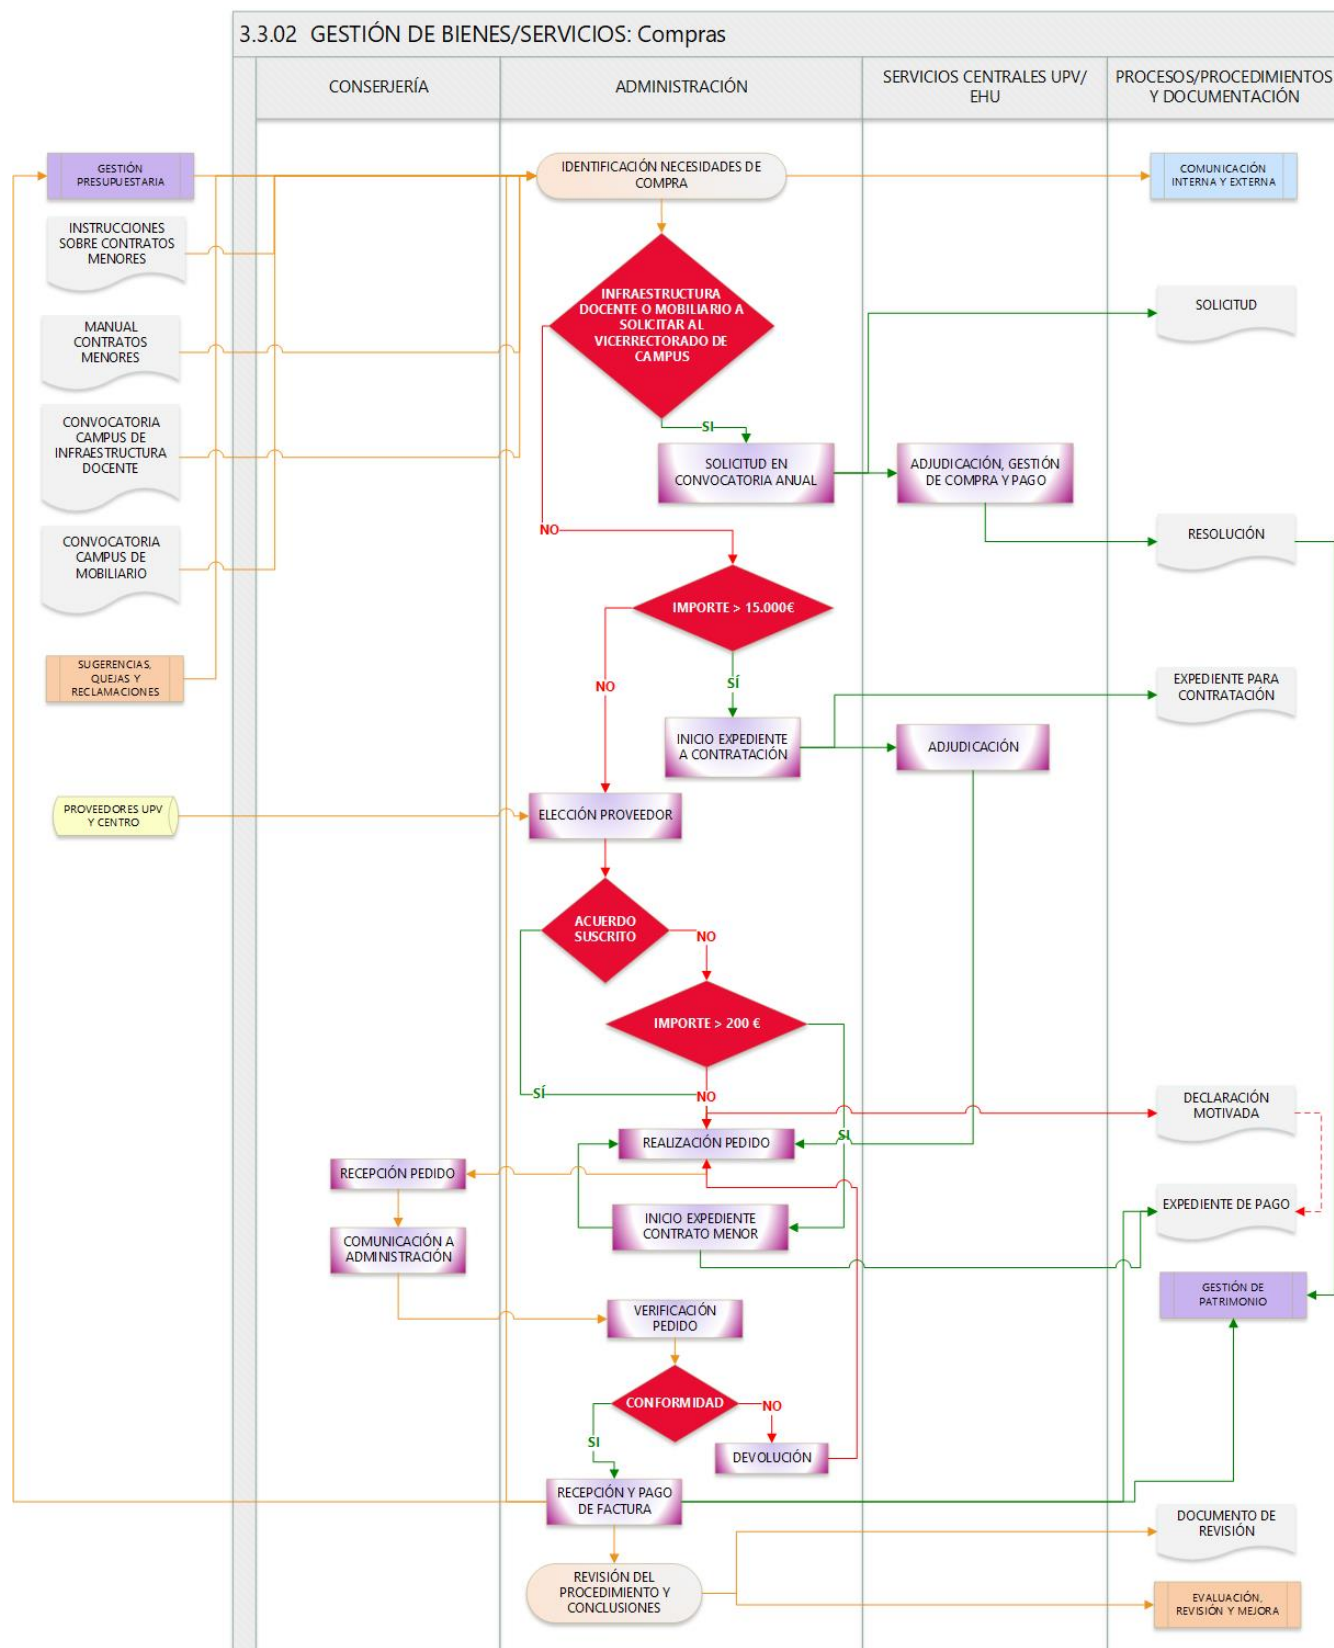 3.3.02 GESTIÓN DE BIENES/SERVICIOS: Compras
CONSERJERÍA
ADMINISTRACIÓN
SERVICIOS CENTRALES UPV/
EHU
PROCESOS/PROCEDIMIENTOS
Y DOCUMENTACIÓN
GESTIÓN
PRESUPUESTARIA
IDENTIFICACIÓN NECESIDADES DE
COMPRA
COMUNICACIÓN
INTERNA Y EXTERNA
INSTRUCCIONES
SOBRE CONTRATOS
MENORES
INFRAESTRUCTURA
DOCENTE O MOBILIARIO A
SOLICITAR AL
VICERRECTORADO DE
CAMPUS
SOLICITUD
MANUAL
CONTRATOS
MENORES
CONVOCATORIA
CAMPUS DE
INFRAESTRUCTURA
DOCENTE
SI
SOLICITUD EN
CONVOCATORIA ANUAL
ADJUDICACIÓN, GESTIÓN
DE COMPRA Y PAGO
NO
RESOLUCIÓN
CONVOCATORIA
CAMPUS DE
MOBILIARIO
IMPORTE > 15.000€
SUGERENCIAS,
QUEJAS Y
RECLAMACIONES
NO
SÍ
EXPEDIENTE PARA
CONTRATACIÓN
INICIO EXPEDIENTE
A CONTRATACIÓN
ADJUDICACIÓN
PROVEEDORES UPV
Y CENTRO
ELECCIÓN PROVEEDOR
ACUERDO
SUSCRITO
NO
IMPORTE > 200 €
SÍ
NO
DECLARACIÓN
MOTIVADA
REALIZACIÓN PEDIDO
SI
RECEPCIÓN PEDIDO
EXPEDIENTE DE PAGO
INICIO EXPEDIENTE
CONTRATO MENOR
COMUNICACIÓN A
ADMINISTRACIÓN
GESTIÓN DE
PATRIMONIO
VERIFICACIÓN
PEDIDO
CONFORMIDAD
NO
SI
DEVOLUCIÓN
RECEPCIÓN Y PAGO
DE FACTURA
DOCUMENTO DE
REVISIÓN
REVISIÓN DEL
PROCEDIMIENTO Y
CONCLUSIONES
EVALUACIÓN,
REVISIÓN Y MEJORA